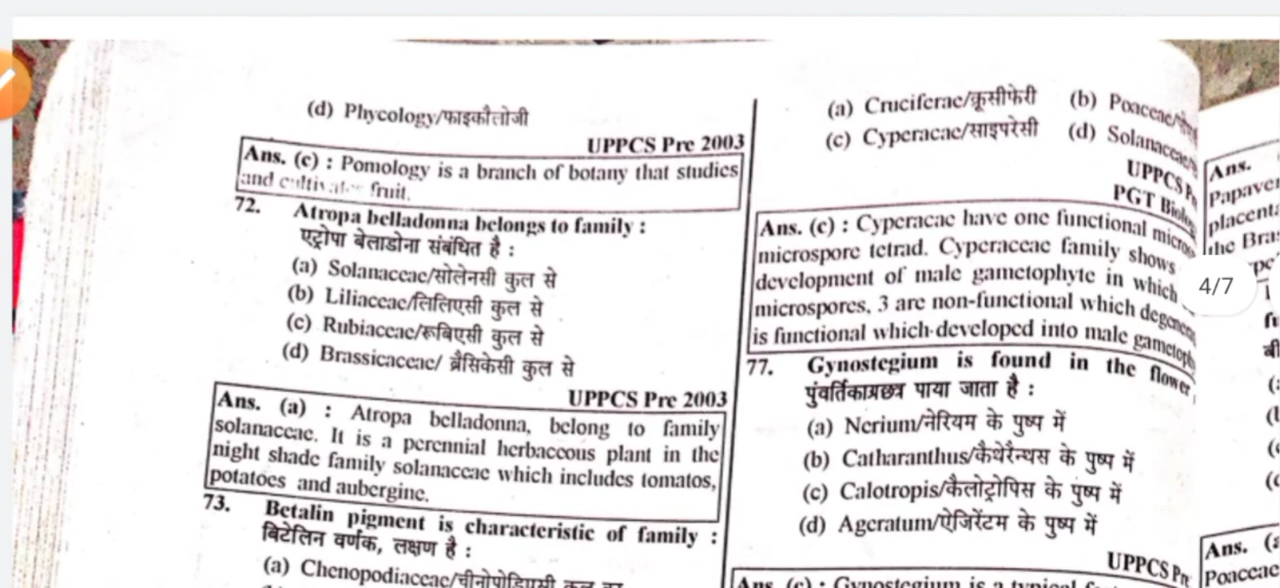 (d) Phycology/फाइकौलोजी
UPPCS Pre 2003
Ans. (c) : Pomology is a branch of botany that studies
and cultivates fruit.
72. Atropa belladonna belongs to family :
एट्रोपा बेलाडोना संबंधित है :
(a) Solanaceae/सोलेनसी कुल से
(b) Liliaceae/लिलिएसी कुल से
(c) Rubiaceae/रूबिएसी कुल से
(d) Brassicaceae/ ब्रैसिकेसी कुल से
UPPCS Pre 2003
Ans. (a) : Atropa belladonna, belong to family
solanaceae. It is a perennial herbaceous plant in the
night shade family solanaceae which includes tomatos,
potatoes and aubergine.
73. Betalin pigment is characteristic of family :
बिटेलिन वर्णक, लक्षण है :
(a) Chenopodiaceae/चीनोपोडिएसी
(a) Cruciferae/क्रूसीफेरी (b) Poaceae/
(c) Cyperacae/साइपरेसी (d) Solanaceae/
UPPCS
PGT
Ans. (c) : Cyperacae have one functional
microspore tetrad. Cyperaceae family shows
development of male gametophyte in which
microspores, 3 are non-functional which
is functional which developed into male
77. Gynostegium is found in the flower
पुंवर्तिकाग्रछत्र पाया जाता है :
(a) Nerium/नेरियम के पुष्प में
(b) Catharanthus/कैथेरैन्थस के पुष्प में
(c) Calotropis/कैलोट्रोपिस के पुष्प में
(d) Ageratum/ऐजिरेंटम के पुष्प में
UPPCS
Ans. (c) : Gynostegium is a
Ans.
placent
the
4/7
Ans. (a
Poaceae